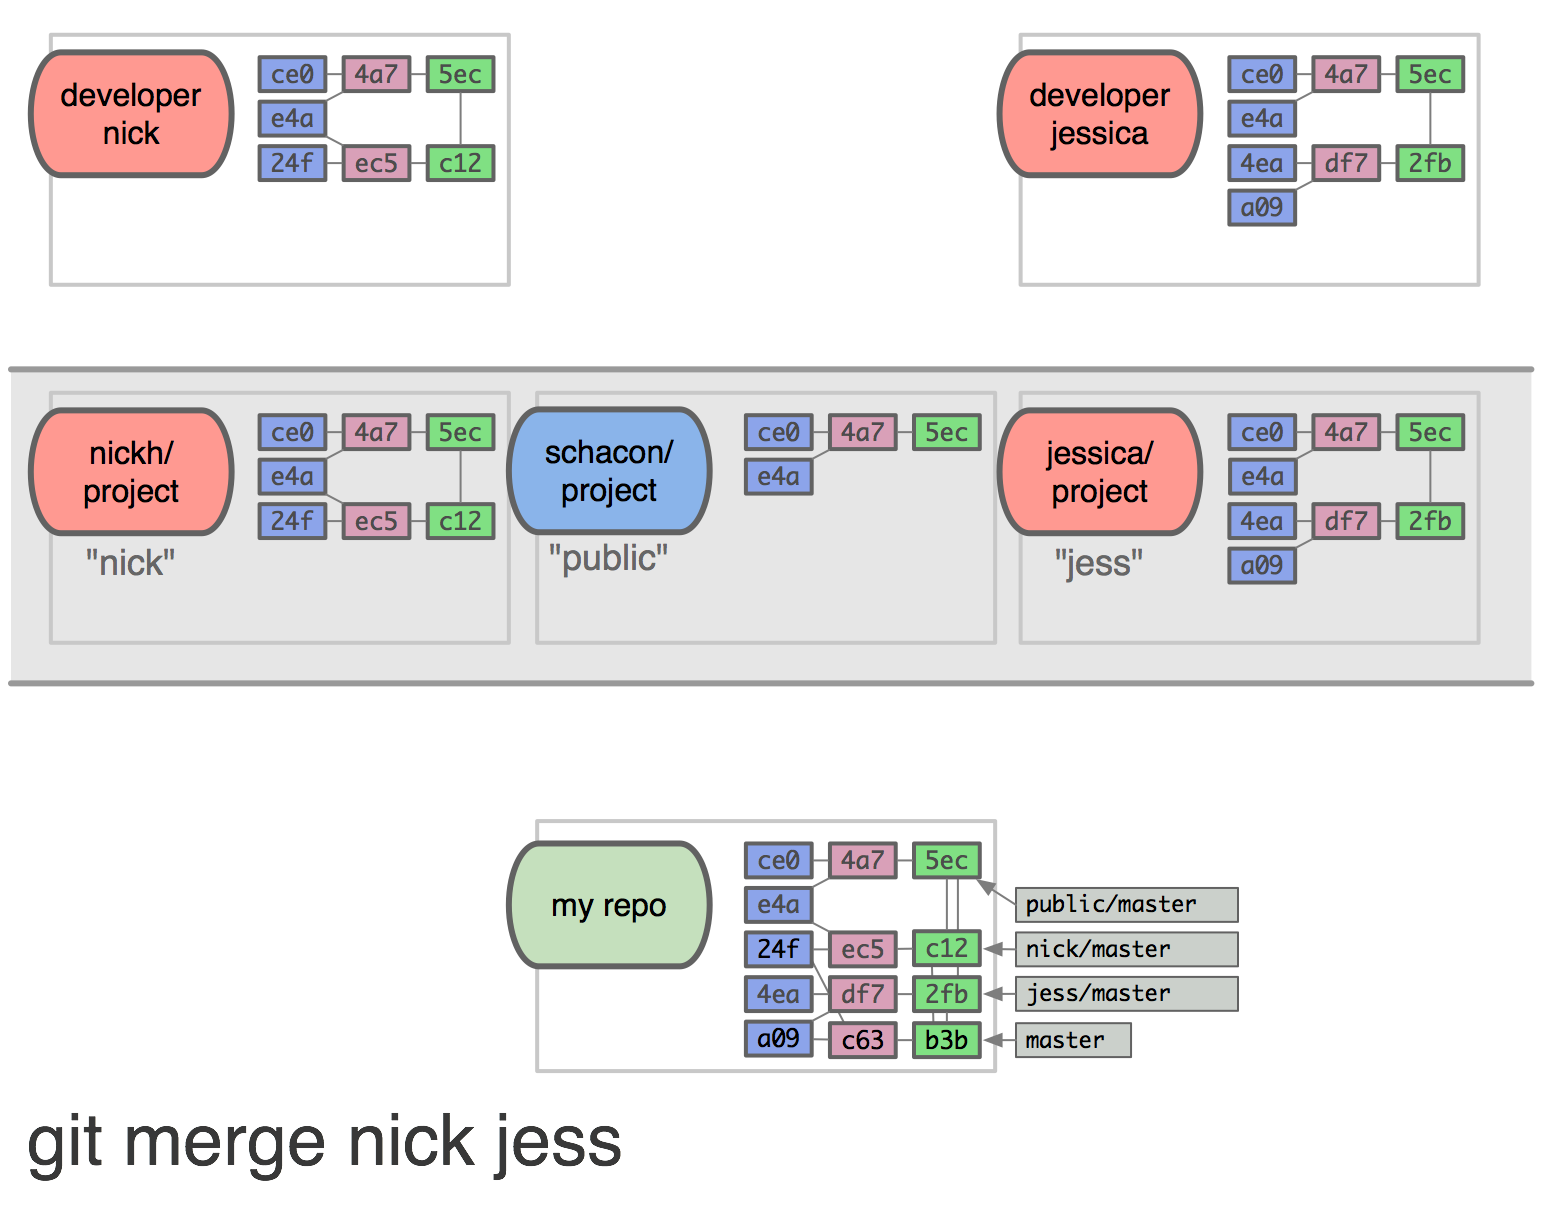 developer
nick
ce0 4a7 5ec
e4a
24f ec5 c12
developer
jessica
ce0 4a7 5ec
e4a
4ea df7 2fb
a09
nickh/
project
"nick"
ce0 4a7 5ec
e4a
24f ec5 c12
schacon/
project
"public"
ce0 4a7 5ec
e4a
jessica/
project
"jess"
ce0 4a7 5ec
e4a
4ea df7 2fb
a09
my repo
ce0 4a7 5ec
e4a
24f ec5 c12
4ea df7 2fb
a09 c63 b3b
public/master
nick/master
jess/master
master
git merge nick jess